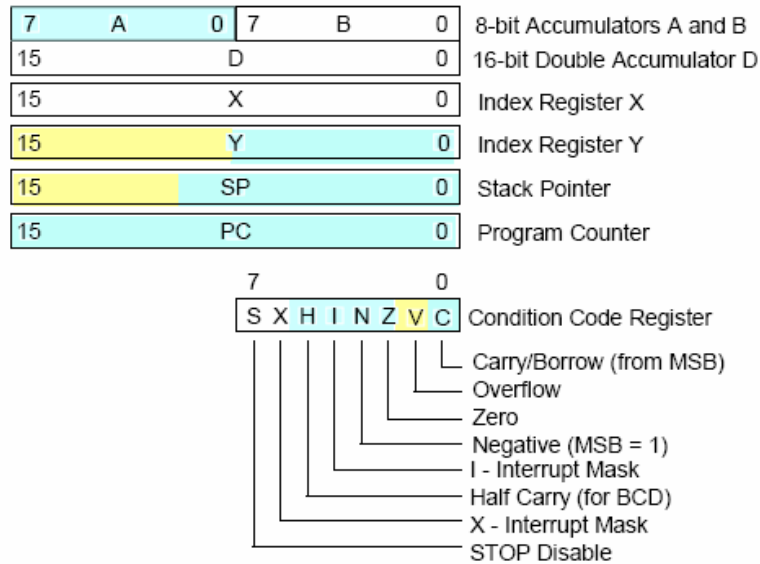 7 A 0 7 B 0 8-bit Accumulators A and B
15 D 0 16-bit Double Accumulator D
15 X 0 Index Register X
15 Y 0 Index Register Y
15 SP 0 Stack Pointer
15 PC 0 Program Counter
7 0
S X H I N Z V C Condition Code Register
Carry/Borrow (from MSB)
Overflow
Zero
Negative (MSB = 1)
I - Interrupt Mask
Half Carry (for BCD)
X - Interrupt Mask
STOP Disable